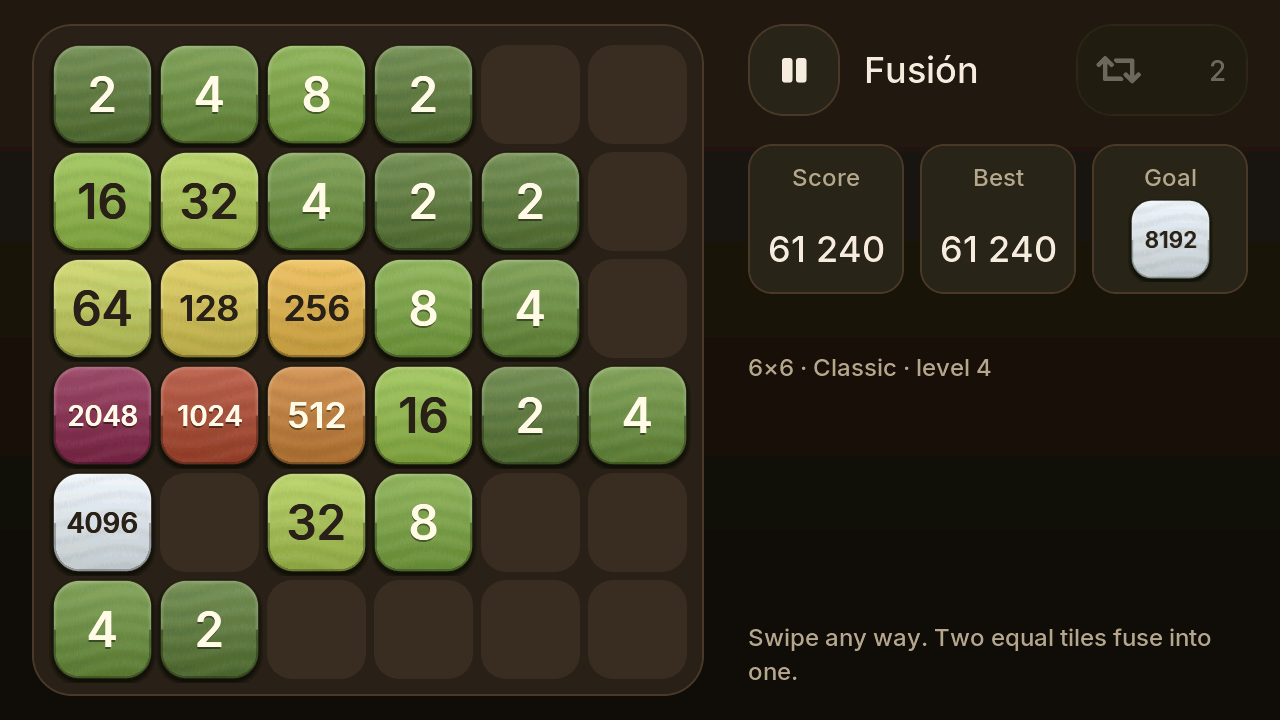 2 4 8 2
16 32 4 2 2
64 128 256 8 4
2048 1024 512 16 2 4
4096 32 8
4 2
Fusión
2
Score
Best
Goal
61 240
61 240
8192
6×6 · Classic · level 4
Swipe any way. Two equal tiles fuse into
one.